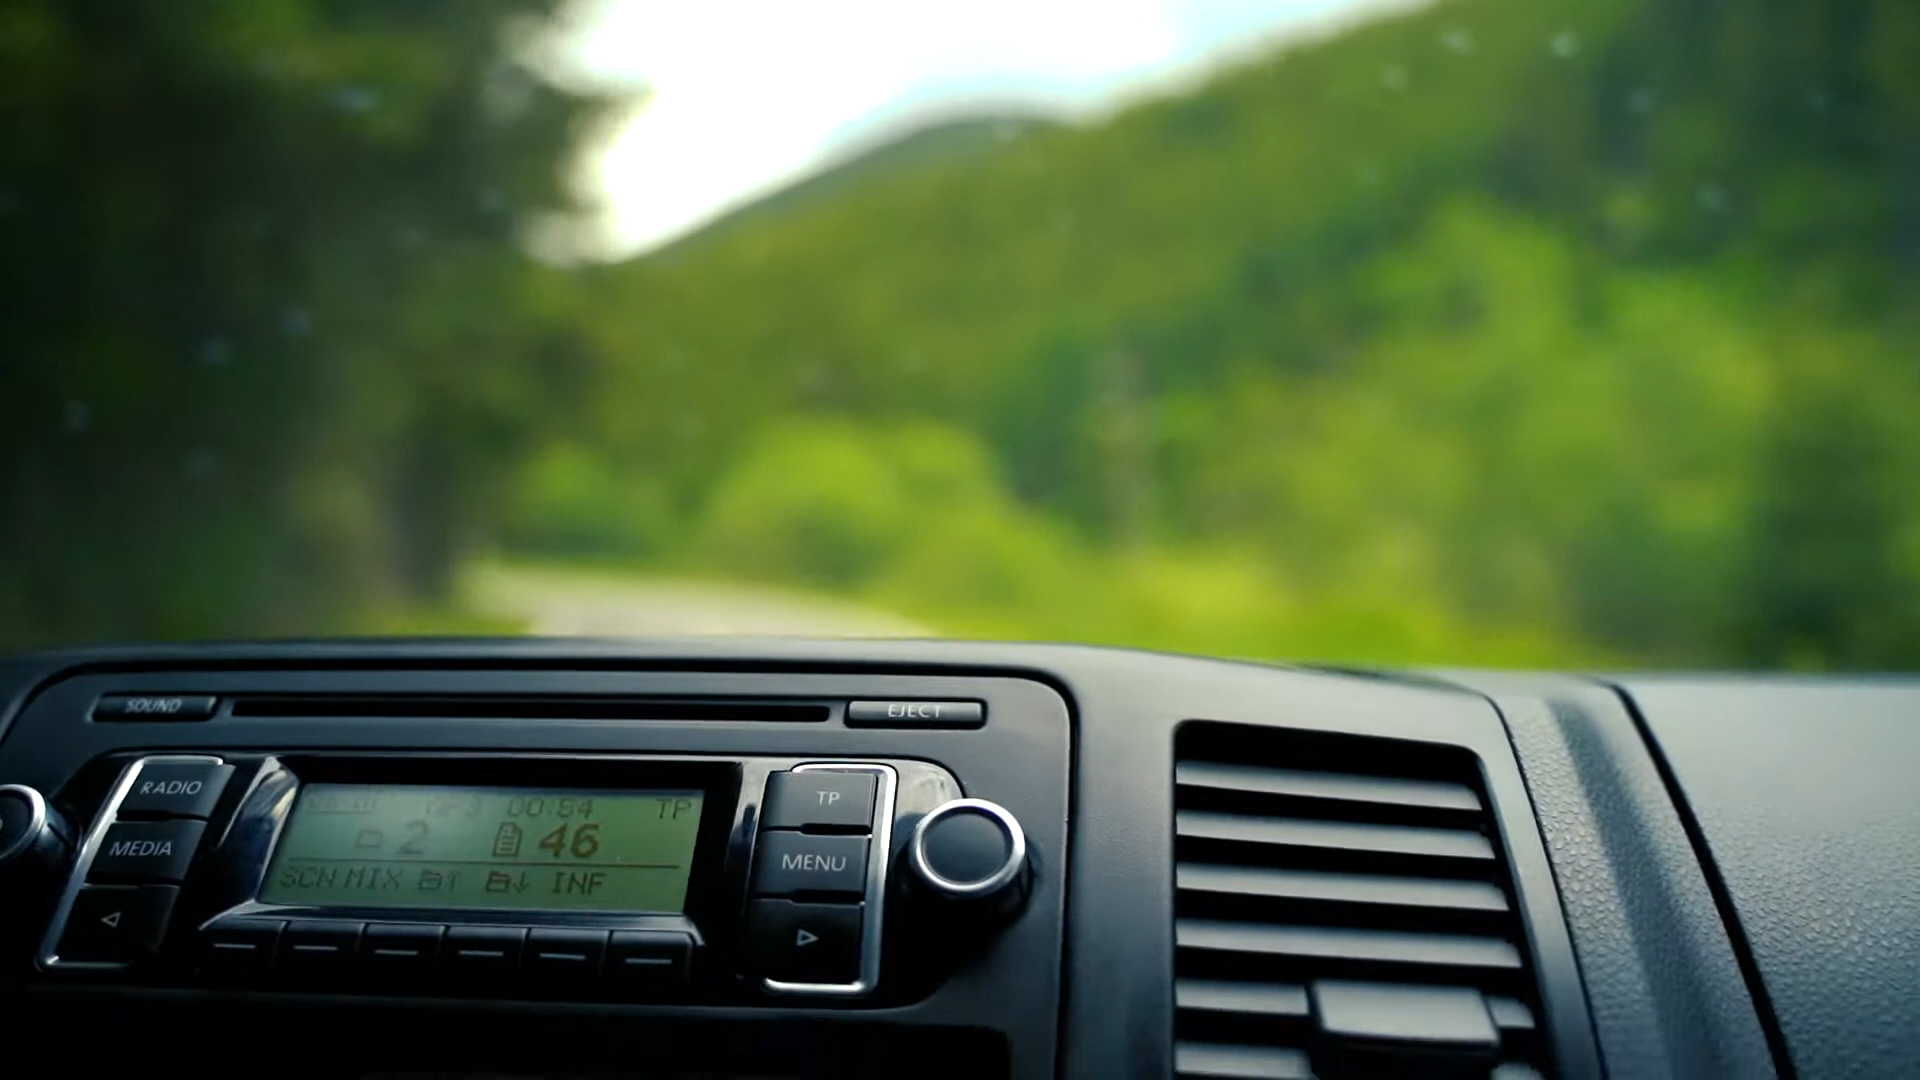 SOUND
EJECT
RADIO
MEDIA
00:54 TP
2 46
SCN MIX INF
TP
MENU